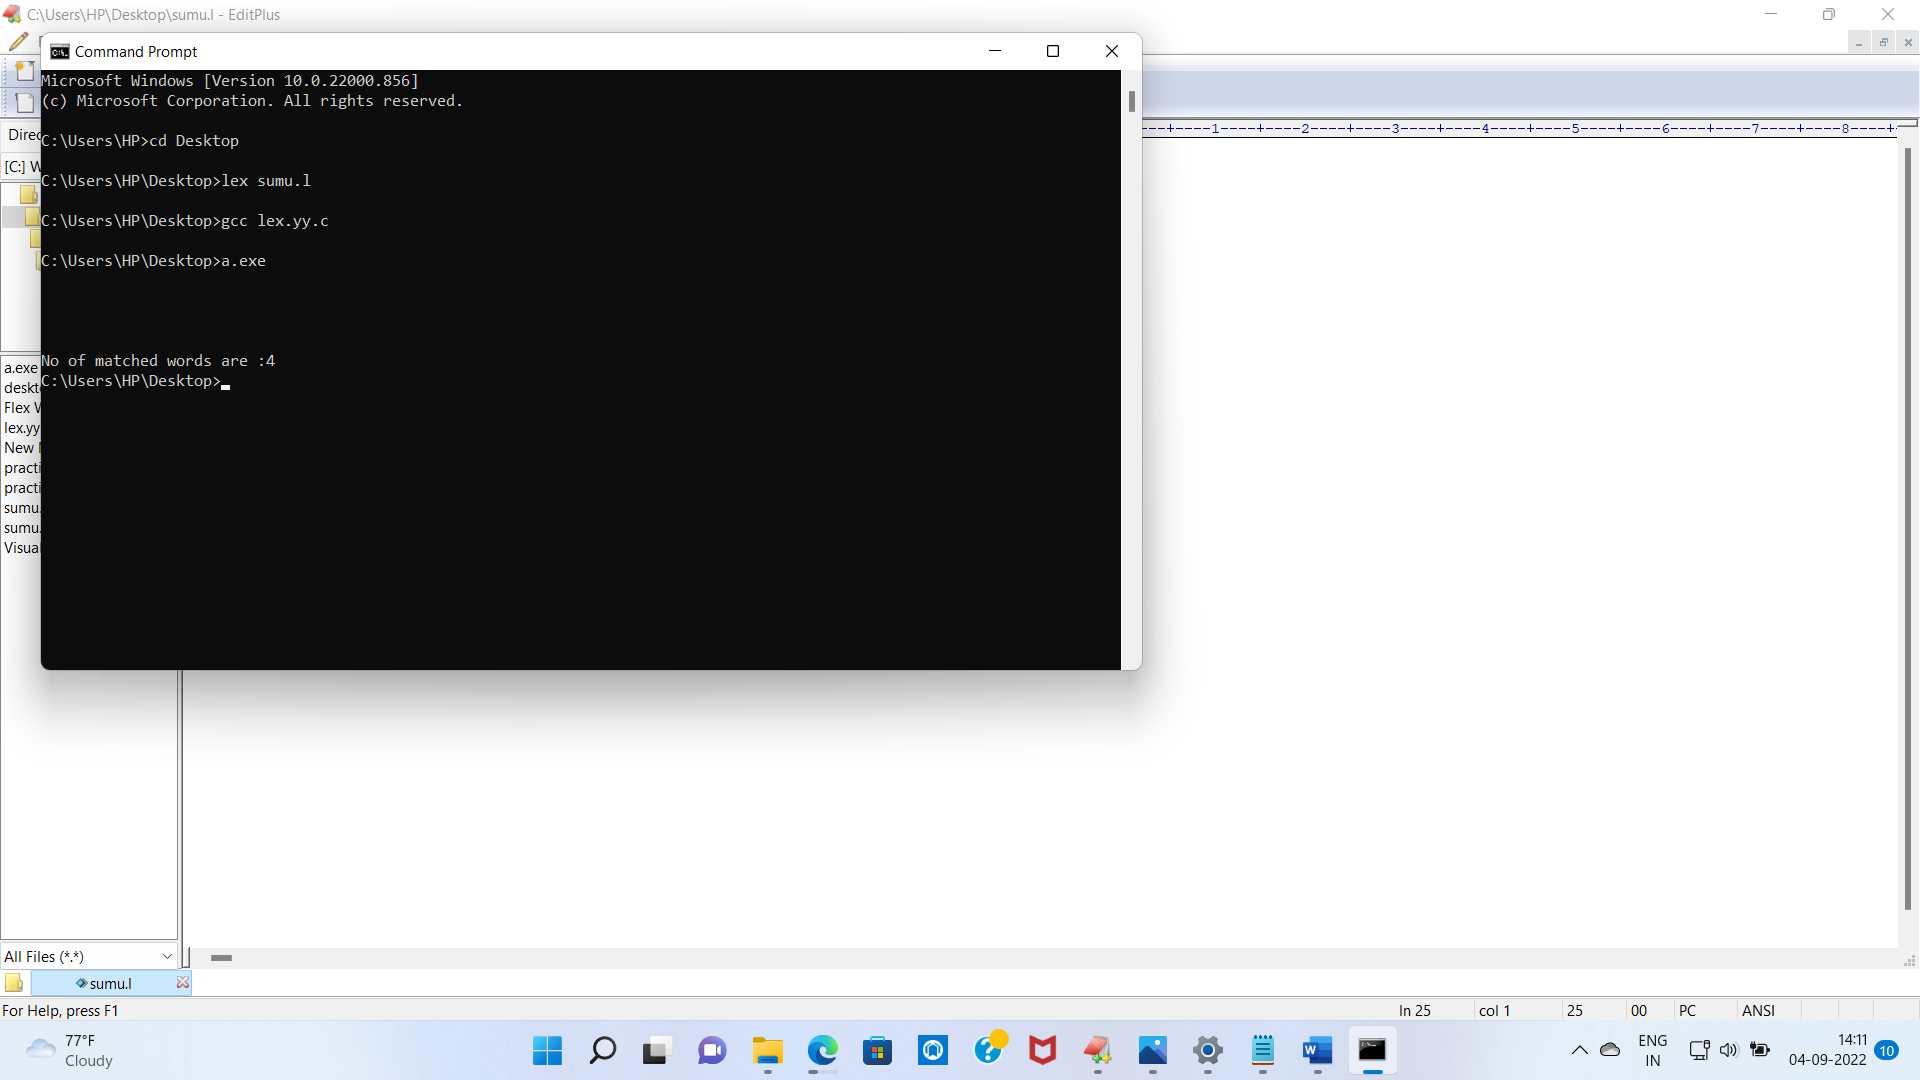 C:\Users\HP\Desktop\sumu.l - EditPlus
Command Prompt
Microsoft Windows [Version 10.0.22000.856]
(c) Microsoft Corporation. All rights reserved.
C:\Users\HP>cd Desktop
C:\Users\HP\Desktop>lex sumu.l
C:\Users\HP\Desktop>gcc lex.yy.c
C:\Users\HP\Desktop>a.exe
No of matched words are :4
C:\Users\HP\Desktop>
----+----1----+----2----+----3----+----4----+----5----+----6----+----7----+----8----+-
Direc
[C:] W
a.exe
deskt
Flex W
lex.yy
New
practi
practi
sumu.
sumu.
Visual
All Files (*.*)
sumu.l
For Help, press F1
ln 25 col 1 25 00 PC ANSI
77°F
Cloudy
ENG
IN
14:11
04-09-2022
10